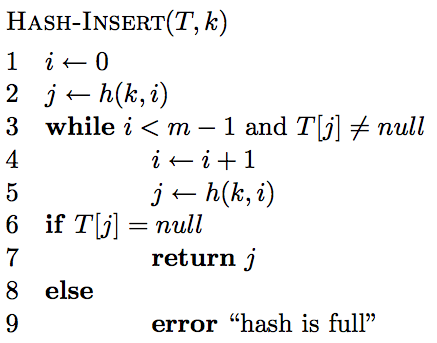 HASH-INSERT(T, k)
1 i ← 0
2 j ← h(k, i)
3 while i < m − 1 and T[j] ≠ null
4 i ← i + 1
5 j ← h(k, i)
6 if T[j] = null
7 return j
8 else
9 error “hash is full”